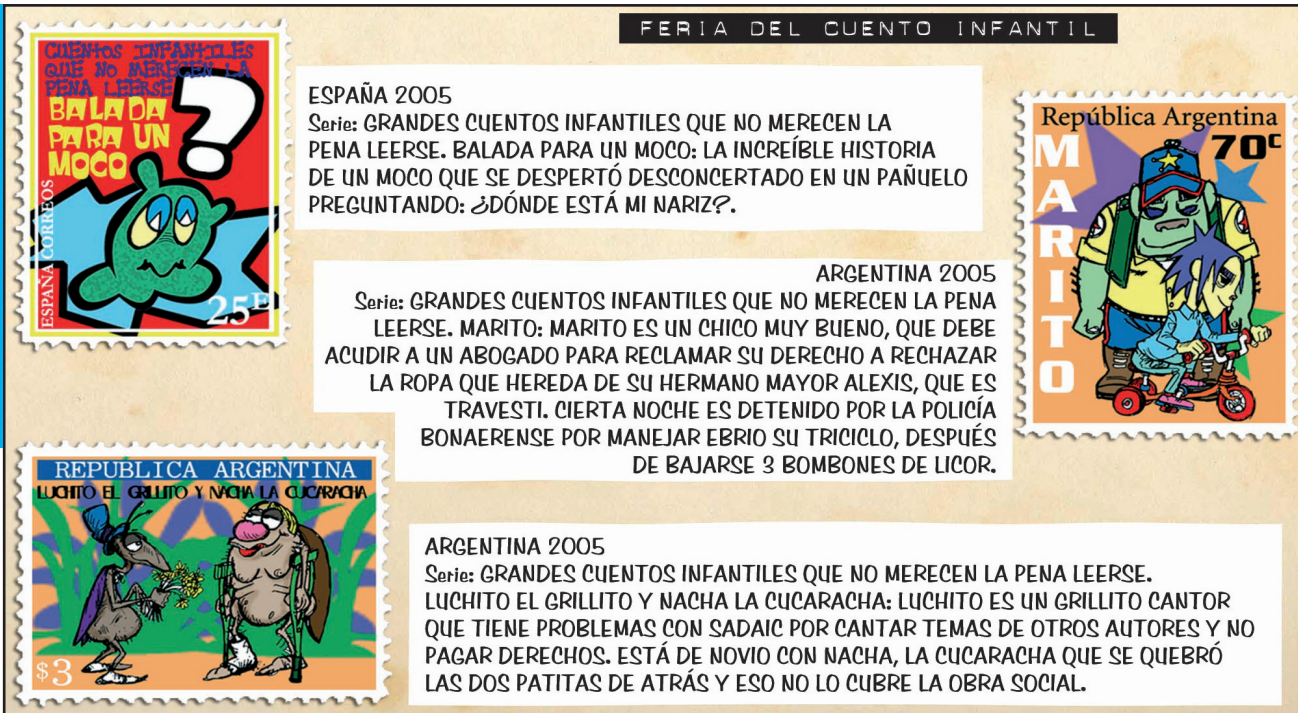 FERIA DEL CUENTO INFANTIL
CUENTOS INFANTILES
QUE NO MERECEN LA
PENA LEERSE
BALADA
PARA UN
MOCO
?
ESPAÑA CORREOS
25E
ESPAÑA 2005
Serie: GRANDES CUENTOS INFANTILES QUE NO MERECEN LA
PENA LEERSE. BALADA PARA UN MOCO: LA INCREÍBLE HISTORIA
DE UN MOCO QUE SE DESPERTÓ DESCONCERTADO EN UN PAÑUELO
PREGUNTANDO: ¿DÓNDE ESTÁ MI NARIZ?.
República Argentina
70c
MARITO
ARGENTINA 2005
Serie: GRANDES CUENTOS INFANTILES QUE NO MERECEN LA PENA
LEERSE. MARITO: MARITO ES UN CHICO MUY BUENO, QUE DEBE
ACUDIR A UN ABOGADO PARA RECLAMAR SU DERECHO A RECHAZAR
LA ROPA QUE HEREDA DE SU HERMANO MAYOR ALEXIS, QUE ES
TRAVESTI. CIERTA NOCHE ES DETENIDO POR LA POLICÍA
BONAERENSE POR MANEJAR EBRIO SU TRICICLO, DESPUÉS
DE BAJARSE 3 BOMBONES DE LICOR.
REPUBLICA ARGENTINA
LUCHITO EL GRILLITO Y NACHA LA CUCARACHA
$3
ARGENTINA 2005
Serie: GRANDES CUENTOS INFANTILES QUE NO MERECEN LA PENA LEERSE.
LUCHITO EL GRILLITO Y NACHA LA CUCARACHA: LUCHITO ES UN GRILLITO CANTOR
QUE TIENE PROBLEMAS CON SADAIC POR CANTAR TEMAS DE OTROS AUTORES Y NO
PAGAR DERECHOS. ESTÁ DE NOVIO CON NACHA, LA CUCARACHA QUE SE QUEBRÓ
LAS DOS PATITAS DE ATRÁS Y ESO NO LO CUBRE LA OBRA SOCIAL.